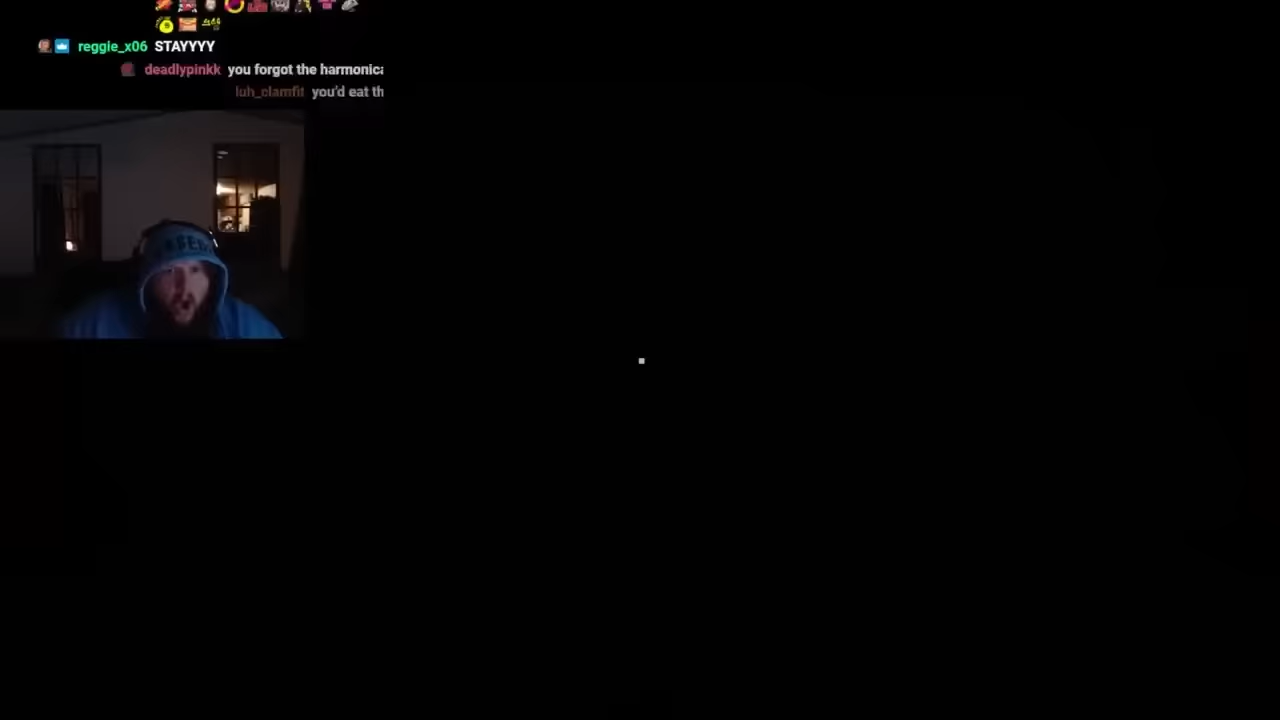 reggie_x06 STAYYYY
deadlypinkk you forgot the harmonica
luh_clamfit you'd eat th